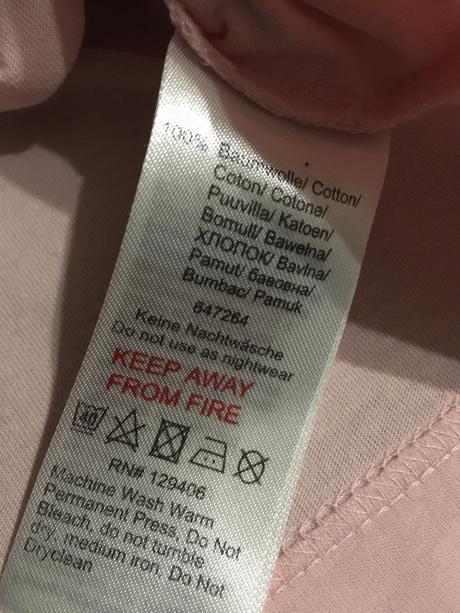 100% Baumwolle/ Cotton/
Coton/ Cotone/
Puuvilla/ Katoen/
Bomull/ Bawełna/
ХЛОПОК/ Bavlna/
Pamut/ бавовна/
Bumbac/ Pamuk
647264
Keine Nachtwäsche
Do not use as nightwear
KEEP AWAY
FROM FIRE
40
RN# 129406
Machine Wash Warm
Permanent Press, Do Not
Bleach, do not tumble
dry, medium iron, Do Not
Dryclean